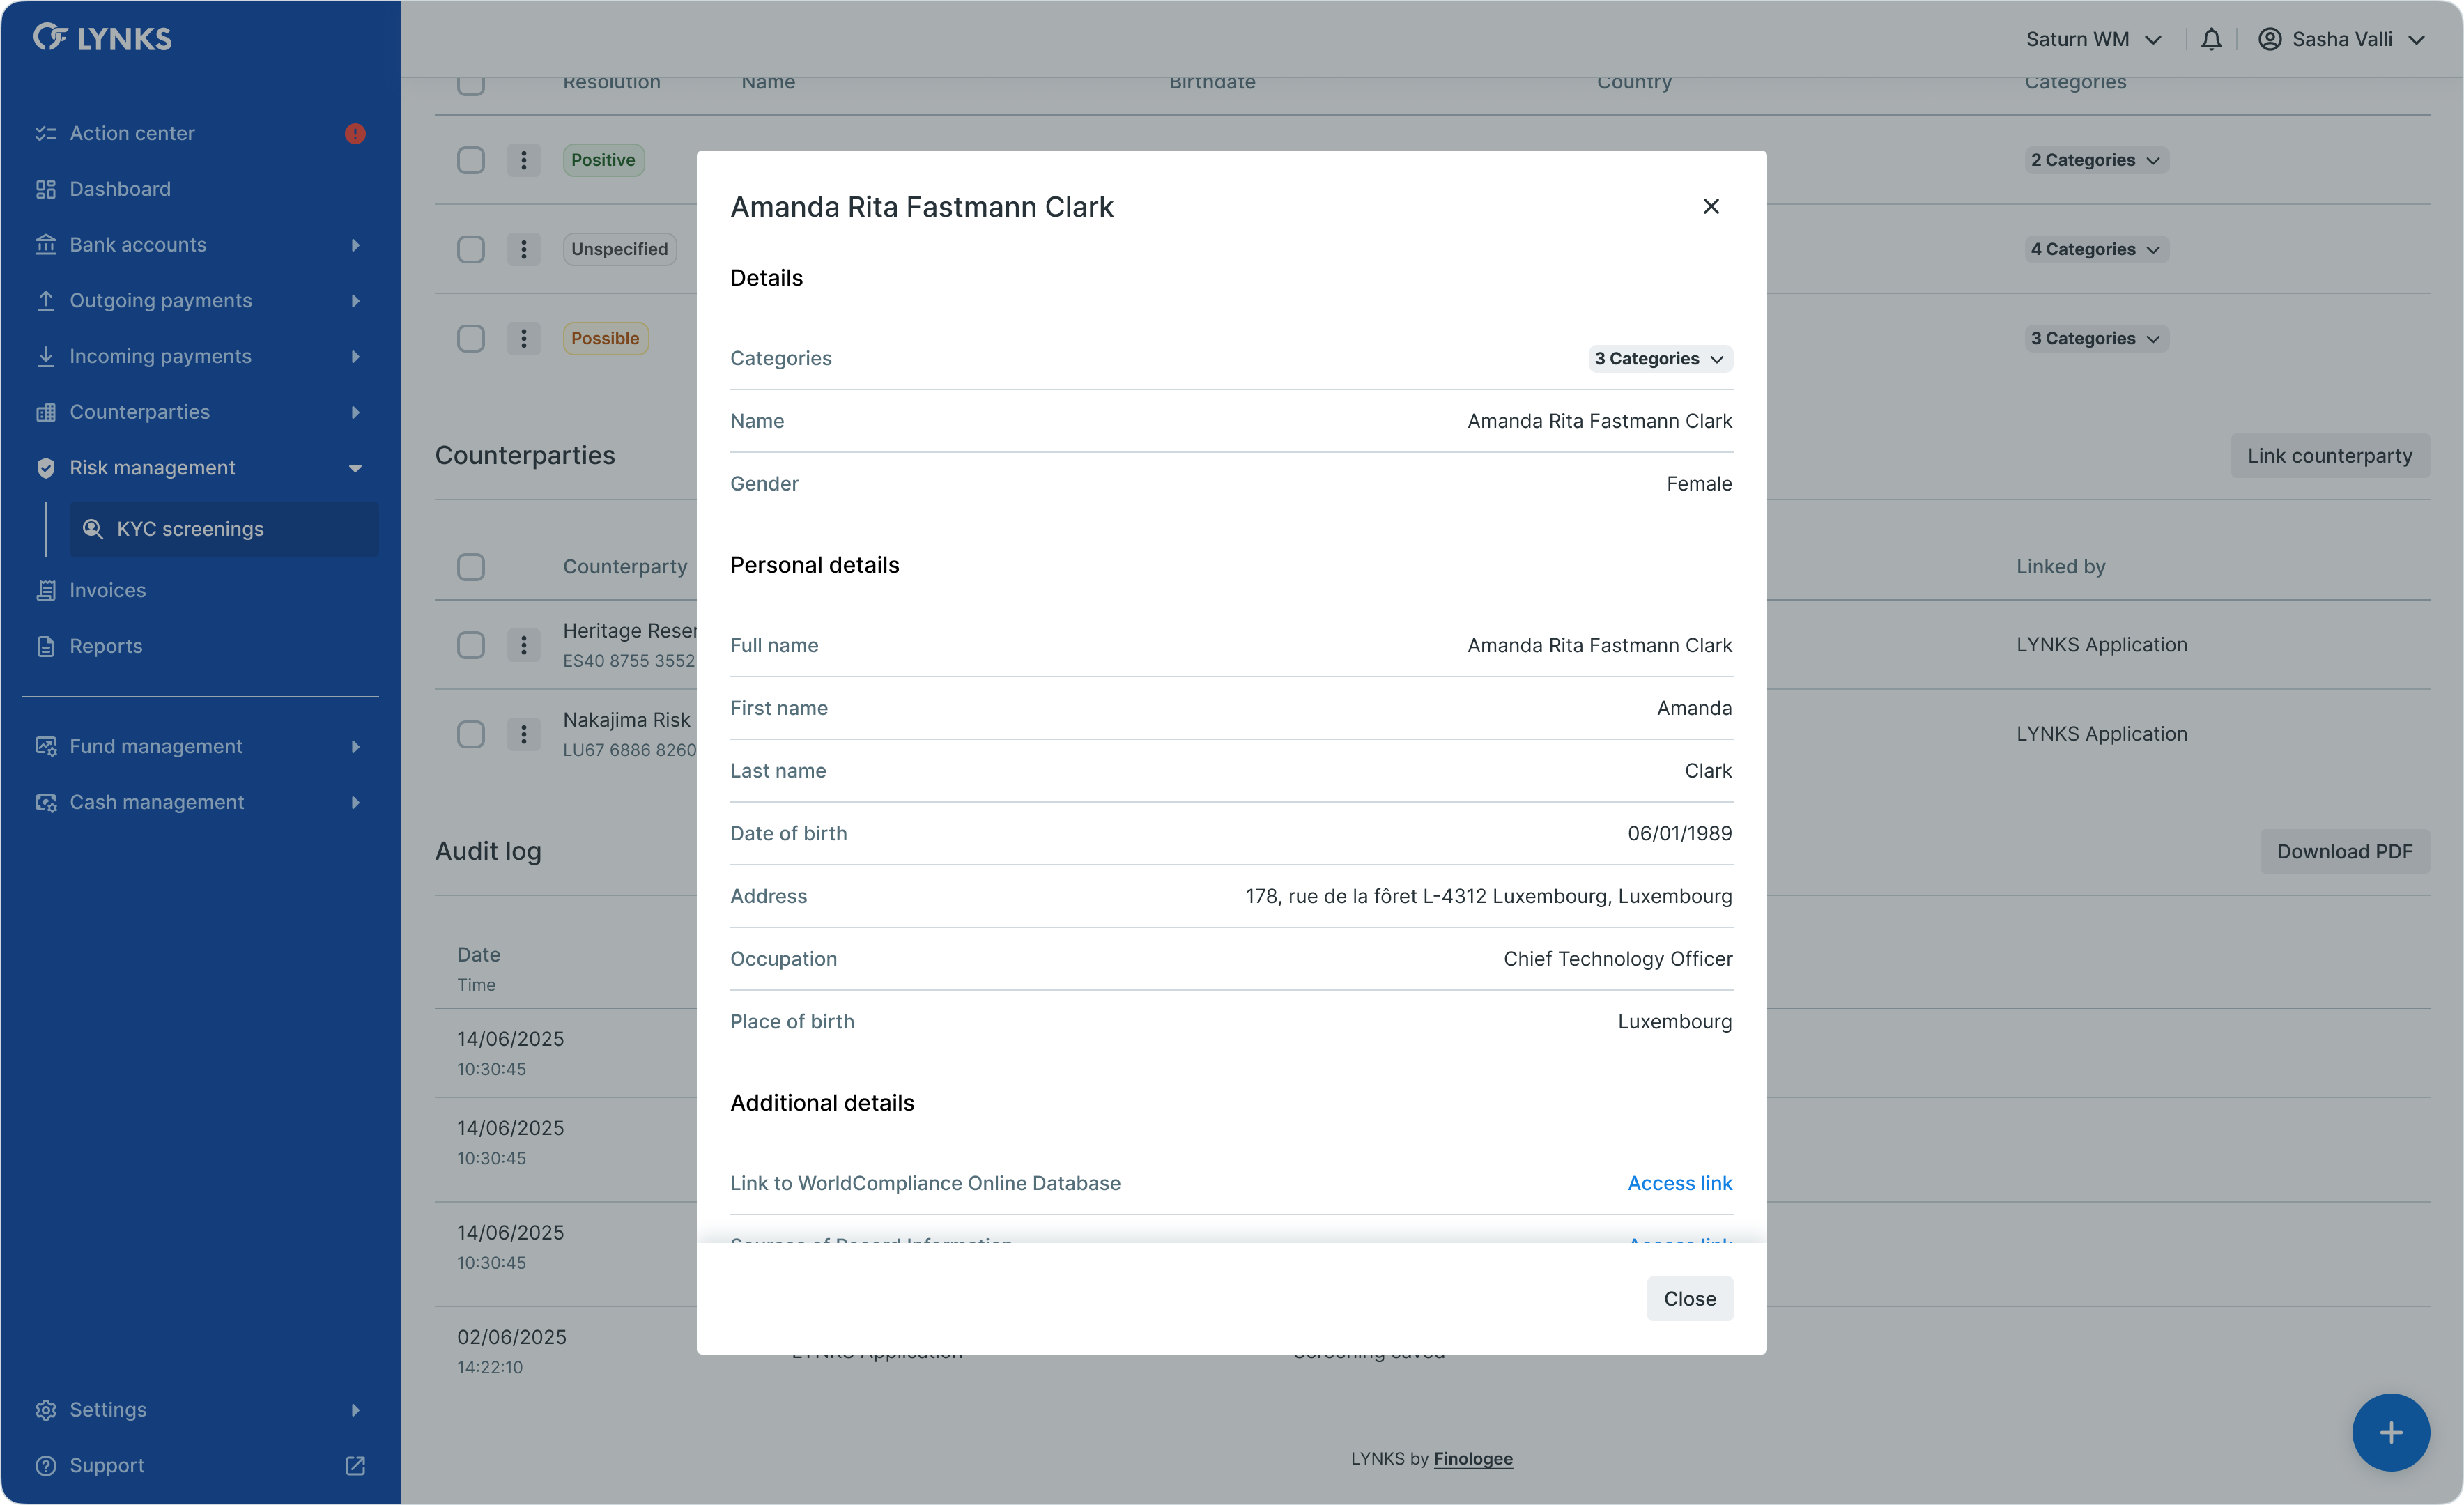 LYNKS
Saturn WM
Sasha Valli
Action center
Dashboard
Bank accounts
Outgoing payments
Incoming payments
Counterparties
Risk management
KYC screenings
Invoices
Reports
Fund management
Cash management
Settings
Support
Resolution Name Birthdate Country Categories
Positive 2 Categories
Unspecified 4 Categories
Possible 3 Categories
Counterparties
Link counterparty
Counterparty Linked by
Heritage Reser LYNKS Application
ES40 8755 3552
Nakajima Risk LYNKS Application
LU67 6886 8260
Audit log
Download PDF
Date
Time
14/06/2025
10:30:45
14/06/2025
10:30:45
14/06/2025
10:30:45
02/06/2025
14:22:10
LYNKS Application Screening saved
LYNKS by Finologee
Amanda Rita Fastmann Clark
Details
Categories 3 Categories
Name Amanda Rita Fastmann Clark
Gender Female
Personal details
Full name Amanda Rita Fastmann Clark
First name Amanda
Last name Clark
Date of birth 06/01/1989
Address 178, rue de la fôret L-4312 Luxembourg, Luxembourg
Occupation Chief Technology Officer
Place of birth Luxembourg
Additional details
Link to WorldCompliance Online Database Access link
Sources of Record Information Access link
Close